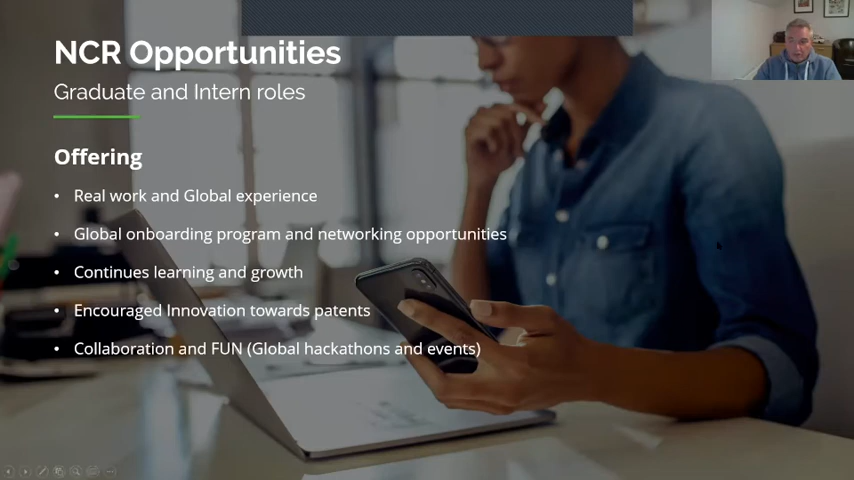 NCR Opportunities
Graduate and Intern roles
Offering
• Real work and Global experience
• Global onboarding program and networking opportunities
• Continues learning and growth
• Encouraged Innovation towards patents
• Collaboration and FUN (Global hackathons and events)